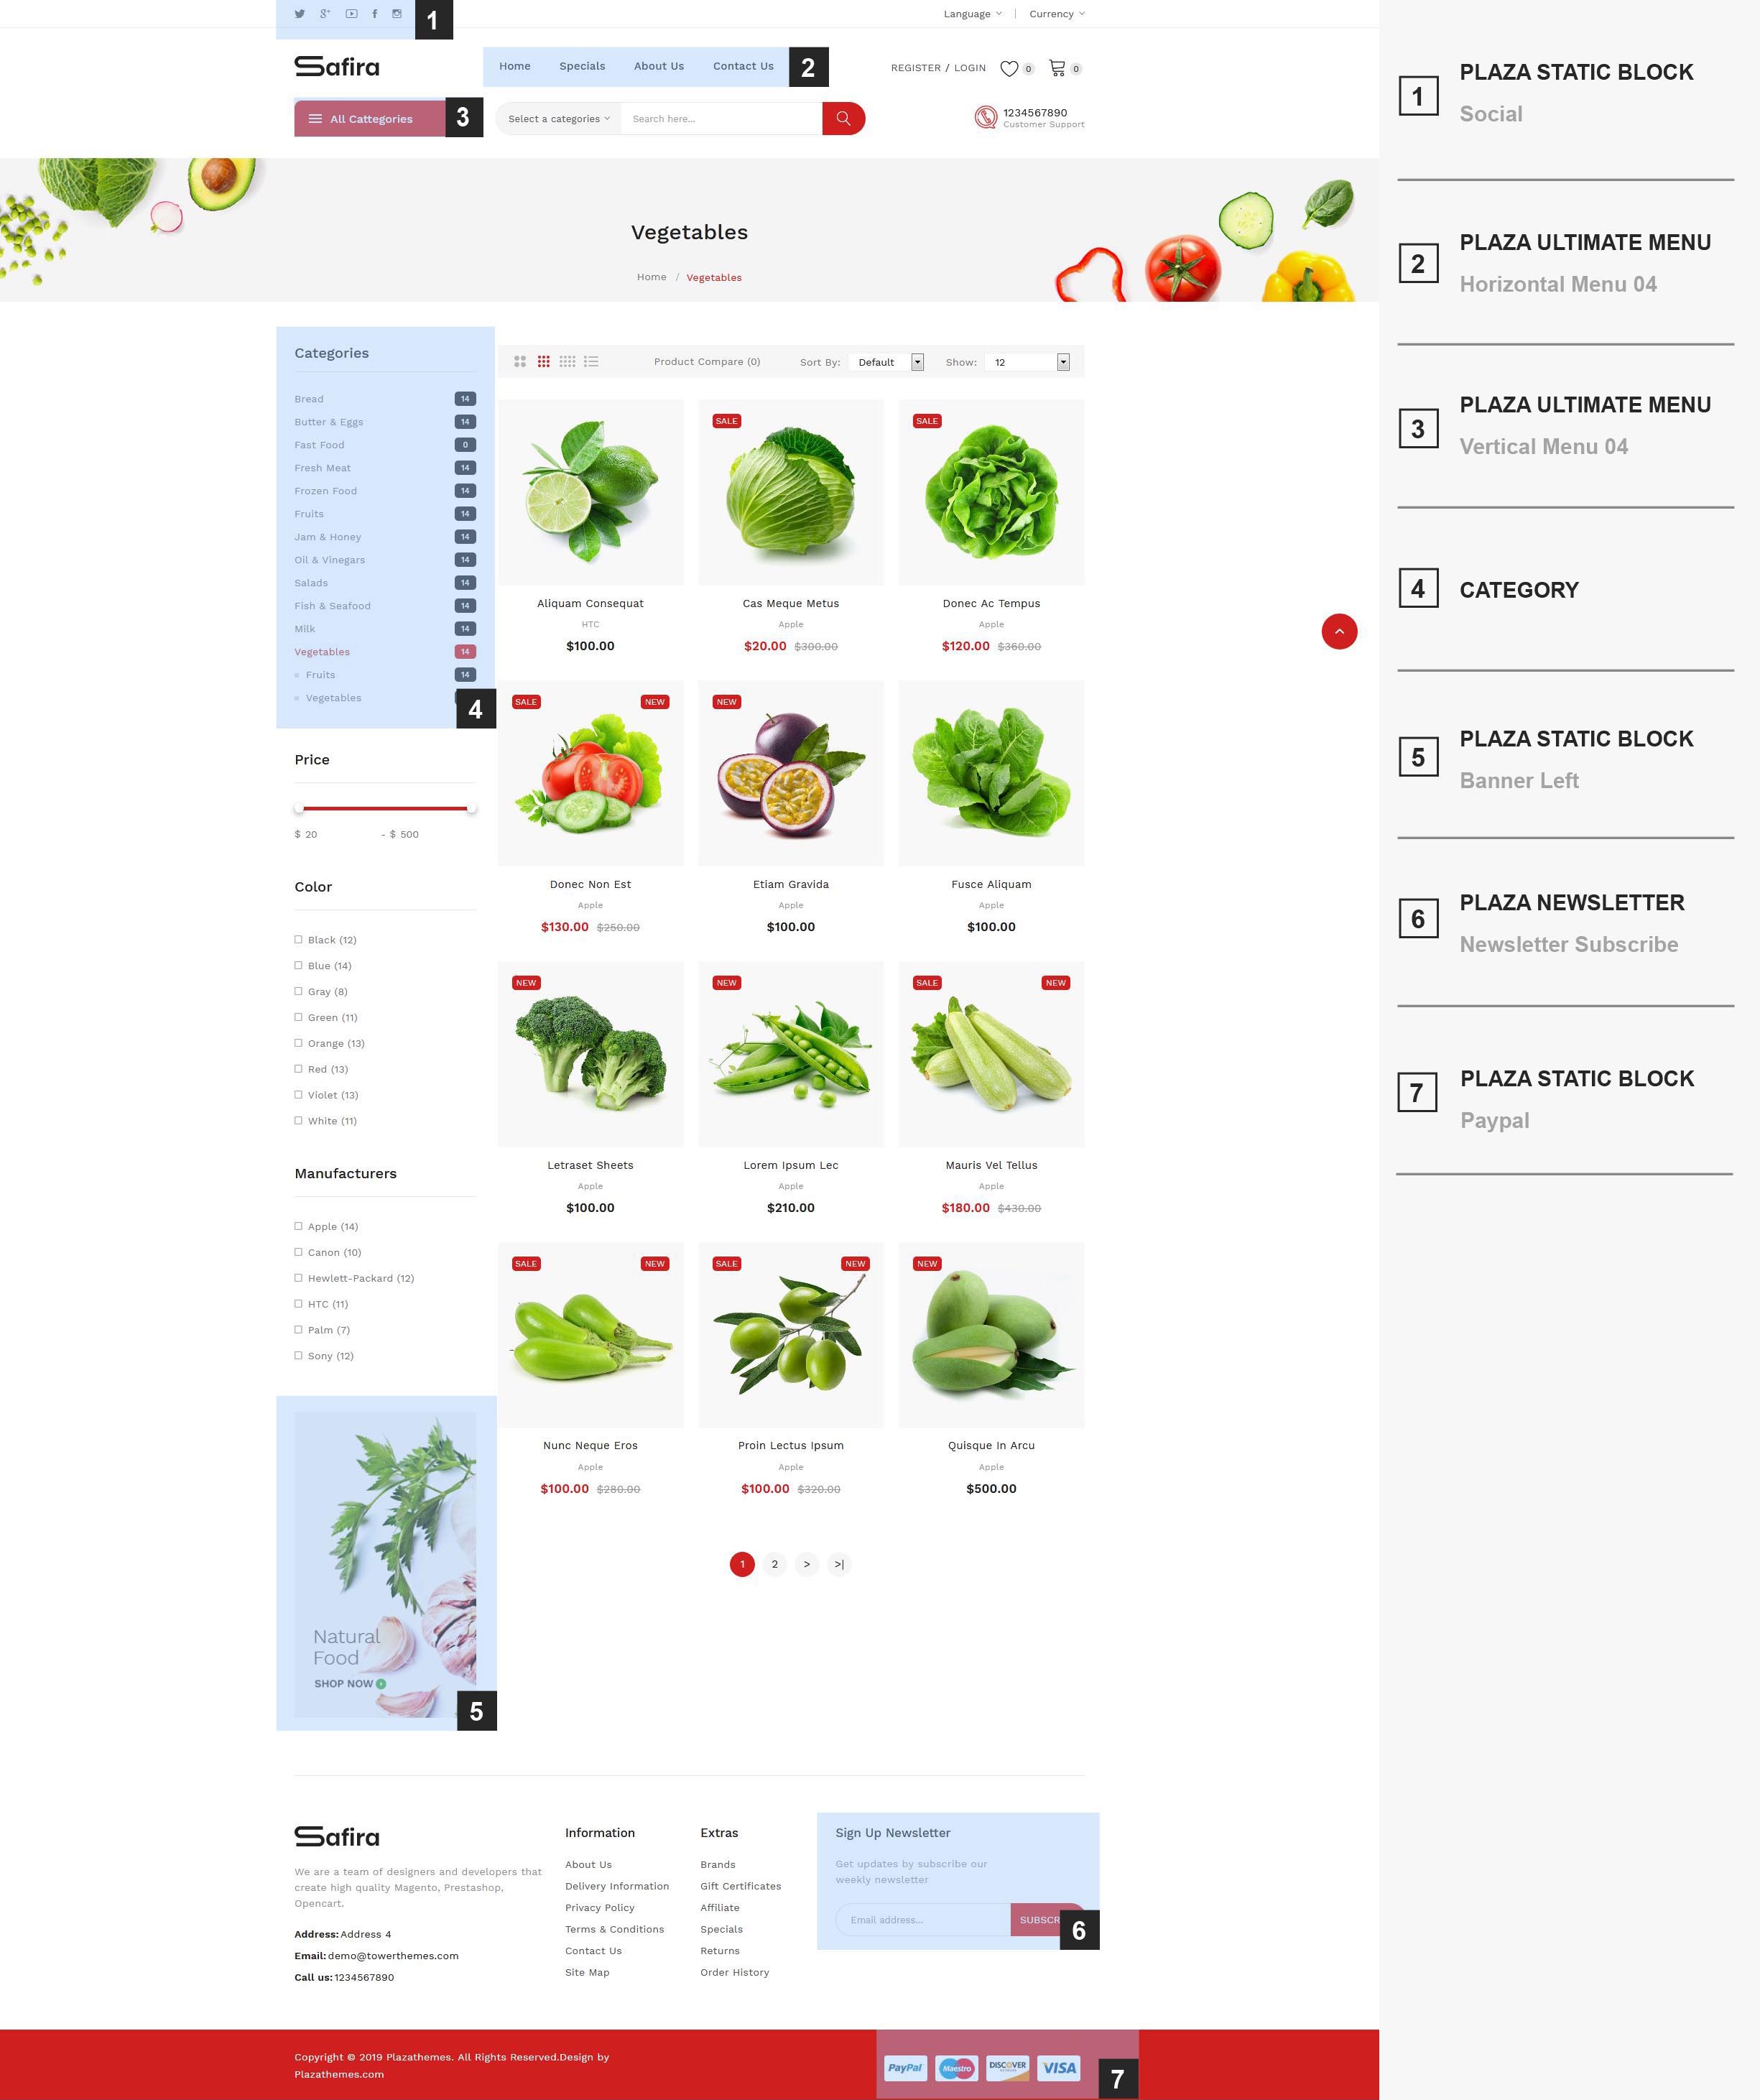 1
Language
Currency
Safira
Home Specials About Us Contact Us
2
REGISTER / LOGIN
0
0
All Cattegories
3
Select a categories
Search here...
1234567890
Customer Support
Vegetables
Home / Vegetables
Categories
Bread 14
Butter & Eggs 14
Fast Food 0
Fresh Meat 14
Frozen Food 14
Fruits 14
Jam & Honey 14
Oil & Vinegars 14
Salads 14
Fish & Seafood 14
Milk 14
Vegetables 14
Fruits 14
Vegetables
4
Price
$ 20 - $ 500
Color
Black (12)
Blue (14)
Gray (8)
Green (11)
Orange (13)
Red (13)
Violet (13)
White (11)
Manufacturers
Apple (14)
Canon (10)
Hewlett-Packard (12)
HTC (11)
Palm (7)
Sony (12)
Natural
Food
SHOP NOW
5
Product Compare (0)
Sort By: Default
Show: 12
Aliquam Consequat
HTC
$100.00
SALE
Cas Meque Metus
Apple
$20.00 $300.00
SALE
Donec Ac Tempus
Apple
$120.00 $360.00
SALE NEW
Donec Non Est
Apple
$130.00 $250.00
NEW
Etiam Gravida
Apple
$100.00
Fusce Aliquam
Apple
$100.00
NEW
Letraset Sheets
Apple
$100.00
NEW
Lorem Ipsum Lec
Apple
$210.00
SALE NEW
Mauris Vel Tellus
Apple
$180.00 $430.00
SALE NEW
Nunc Neque Eros
Apple
$100.00 $280.00
SALE NEW
Proin Lectus Ipsum
Apple
$100.00 $320.00
NEW
Quisque In Arcu
Apple
$500.00
1 2 > >|
Safira
We are a team of designers and developers that
create high quality Magento, Prestashop,
Opencart.
Address: Address 4
Email: demo@towerthemes.com
Call us: 1234567890
Information
About Us
Delivery Information
Privacy Policy
Terms & Conditions
Contact Us
Site Map
Extras
Brands
Gift Certificates
Affiliate
Specials
Returns
Order History
Sign Up Newsletter
Get updates by subscribe our
weekly newsletter
Email address...
SUBSCR
6
Copyright © 2019 Plazathemes. All Rights Reserved.Design by
Plazathemes.com
PayPal Maestro DISCOVER VISA
7
1
PLAZA STATIC BLOCK
Social
2
PLAZA ULTIMATE MENU
Horizontal Menu 04
3
PLAZA ULTIMATE MENU
Vertical Menu 04
4
CATEGORY
5
PLAZA STATIC BLOCK
Banner Left
6
PLAZA NEWSLETTER
Newsletter Subscribe
7
PLAZA STATIC BLOCK
Paypal